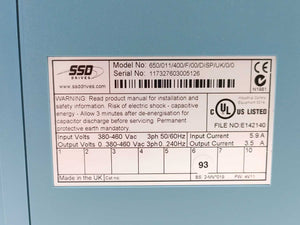 SSD
DRIVES
ssddrives.com
Model No: 650/011/400/F/00/DISP/UK/0/0
Serial No: 117327603005126
CE
N1581
WARNING: Read product manual for installation and
safety information. Risk of electric shock - capacitive
energy - Allow 3 minutes after de-energisation for
capacitor discharge before servicing. Permanent
protective earth mandatory.
C UL US LISTED
FILE NO:E142140
Input Volts 380-460 Vac 3ph 50/60Hz Input Current 5.9 A
Output Volts 0..380-460 Vac 3ph 0..240Hz Output Current 3.5 A
1 2 3 4 5 6 7 10
93
Made in the UK